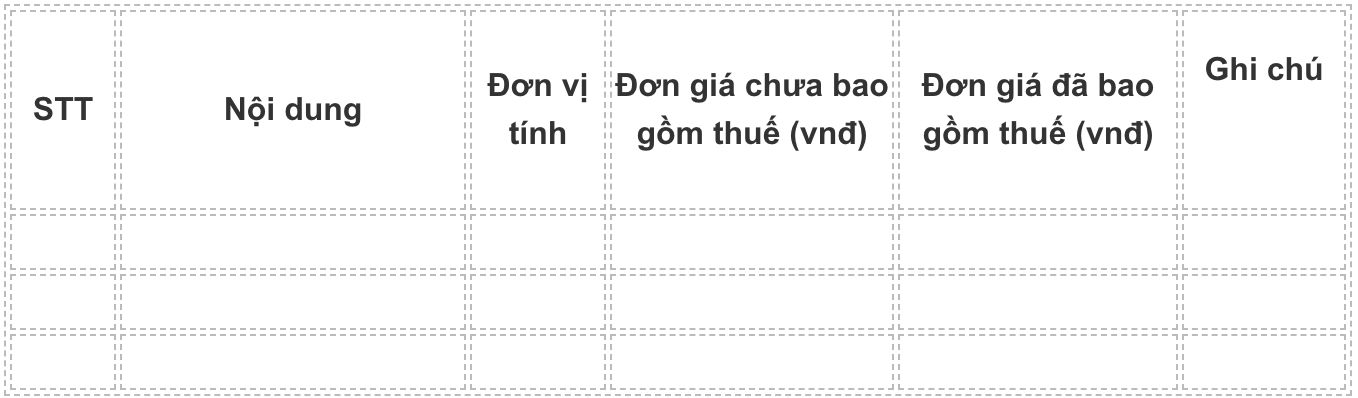 STT
Nội dung
Đơn vị
tính
Đơn giá chưa bao
gồm thuế (vnđ)
Đơn giá đã bao
gồm thuế (vnđ)
Ghi chú